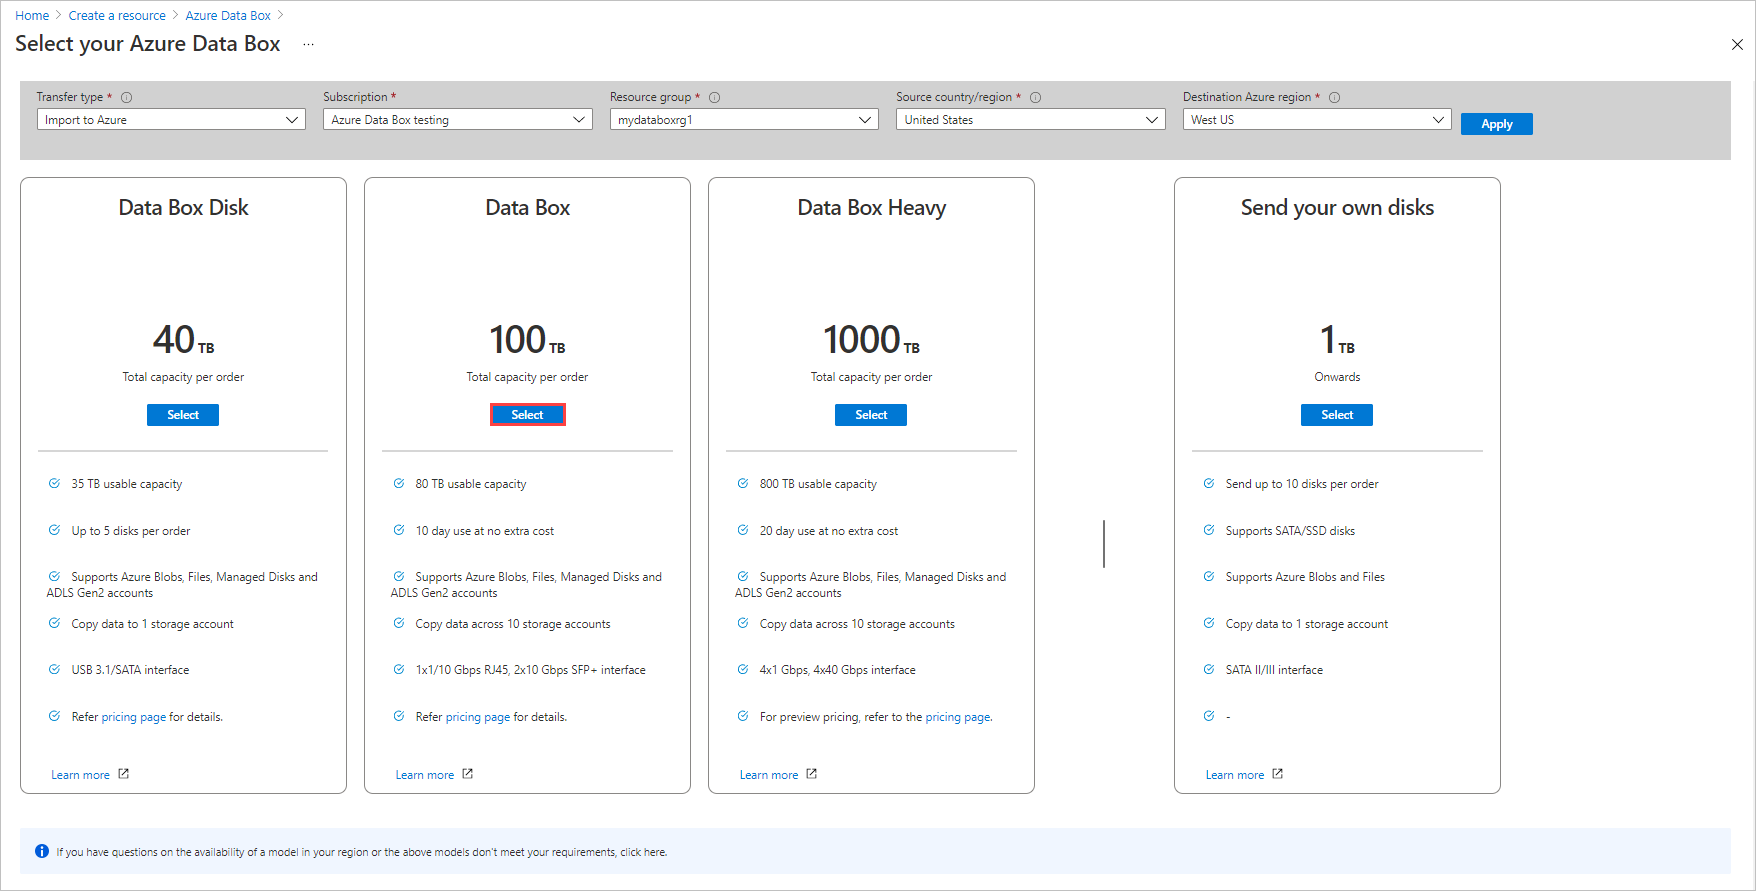 Home > Create a resource > Azure Data Box >
Select your Azure Data Box ...
Transfer type *
Import to Azure
Subscription *
Azure Data Box testing
Resource group *
mydataboxrg1
Source country/region *
United States
Destination Azure region *
West US
Apply
Data Box Disk
40 TB
Total capacity per order
Select
35 TB usable capacity
Up to 5 disks per order
Supports Azure Blobs, Files, Managed Disks and
ADLS Gen2 accounts
Copy data to 1 storage account
USB 3.1/SATA interface
Refer pricing page for details.
Learn more
Data Box
100 TB
Total capacity per order
Select
80 TB usable capacity
10 day use at no extra cost
Supports Azure Blobs, Files, Managed Disks and
ADLS Gen2 accounts
Copy data across 10 storage accounts
1x1/10 Gbps RJ45, 2x10 Gbps SFP+ interface
Refer pricing page for details.
Learn more
Data Box Heavy
1000 TB
Total capacity per order
Select
800 TB usable capacity
20 day use at no extra cost
Supports Azure Blobs, Files, Managed Disks and
ADLS Gen2 accounts
Copy data across 10 storage accounts
4x1 Gbps, 4x40 Gbps interface
For preview pricing, refer to the pricing page.
Learn more
Send your own disks
1 TB
Onwards
Select
Send up to 10 disks per order
Supports SATA/SSD disks
Supports Azure Blobs and Files
Copy data to 1 storage account
SATA II/III interface
-
Learn more
If you have questions on the availability of a model in your region or the above models don't meet your requirements, click here.